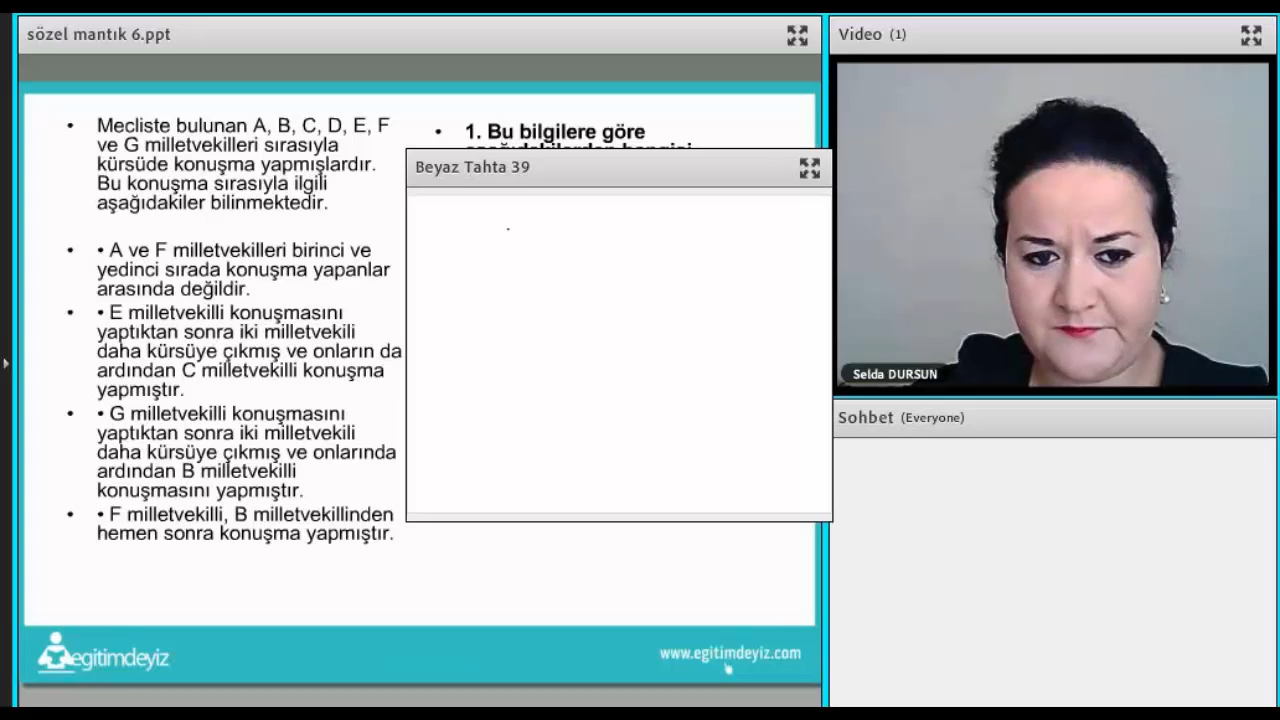 sözel mantık 6.ppt
• Mecliste bulunan A, B, C, D, E, F
ve G milletvekilleri sırasıyla
kürsüde konuşma yapmışlardır.
Bu konuşma sırasıyla ilgili
aşağıdakiler bilinmektedir.
• • A ve F milletvekilleri birinci ve
yedinci sırada konuşma yapanlar
arasında değildir.
• • E milletvekilli konuşmasını
yaptıktan sonra iki milletvekili
daha kürsüye çıkmış ve onların da
ardından C milletvekilli konuşma
yapmıştır.
• • G milletvekilli konuşmasını
yaptıktan sonra iki milletvekili
daha kürsüye çıkmış ve onlarında
ardından B milletvekilli
konuşmasını yapmıştır.
• • F milletvekilli, B milletvekillinden
hemen sonra konuşma yapmıştır.
• 1. Bu bilgilere göre
aşağıdakilerden hangisi
Beyaz Tahta 39
egitimdeyiz
www.egitimdeyiz.com
Video (1)
Selda DURSUN
Sohbet (Everyone)